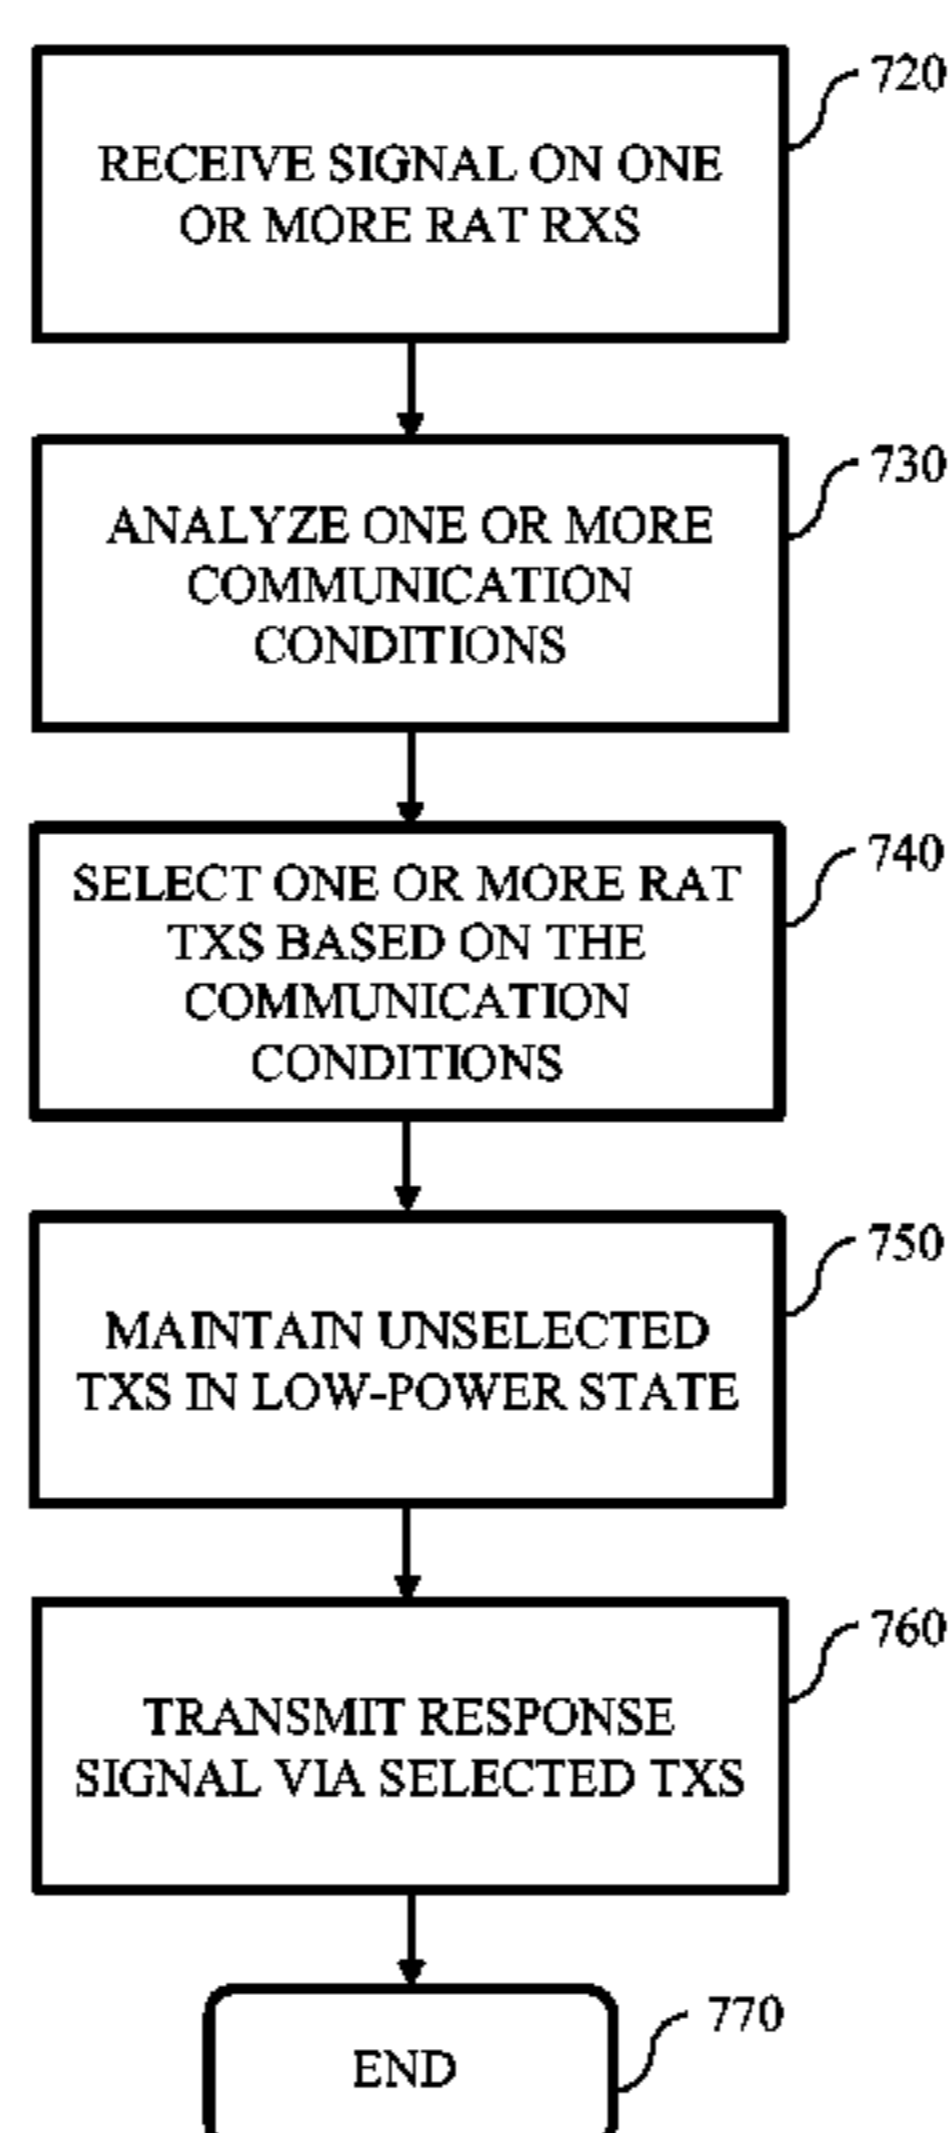 720
RECEIVE SIGNAL ON ONE
OR MORE RAT RXS
730
ANALYZE ONE OR MORE
COMMUNICATION
CONDITIONS
740
SELECT ONE OR MORE RAT
TXS BASED ON THE
COMMUNICATION
CONDITIONS
750
MAINTAIN UNSELECTED
TXS IN LOW-POWER STATE
760
TRANSMIT RESPONSE
SIGNAL VIA SELECTED TXS
770
END